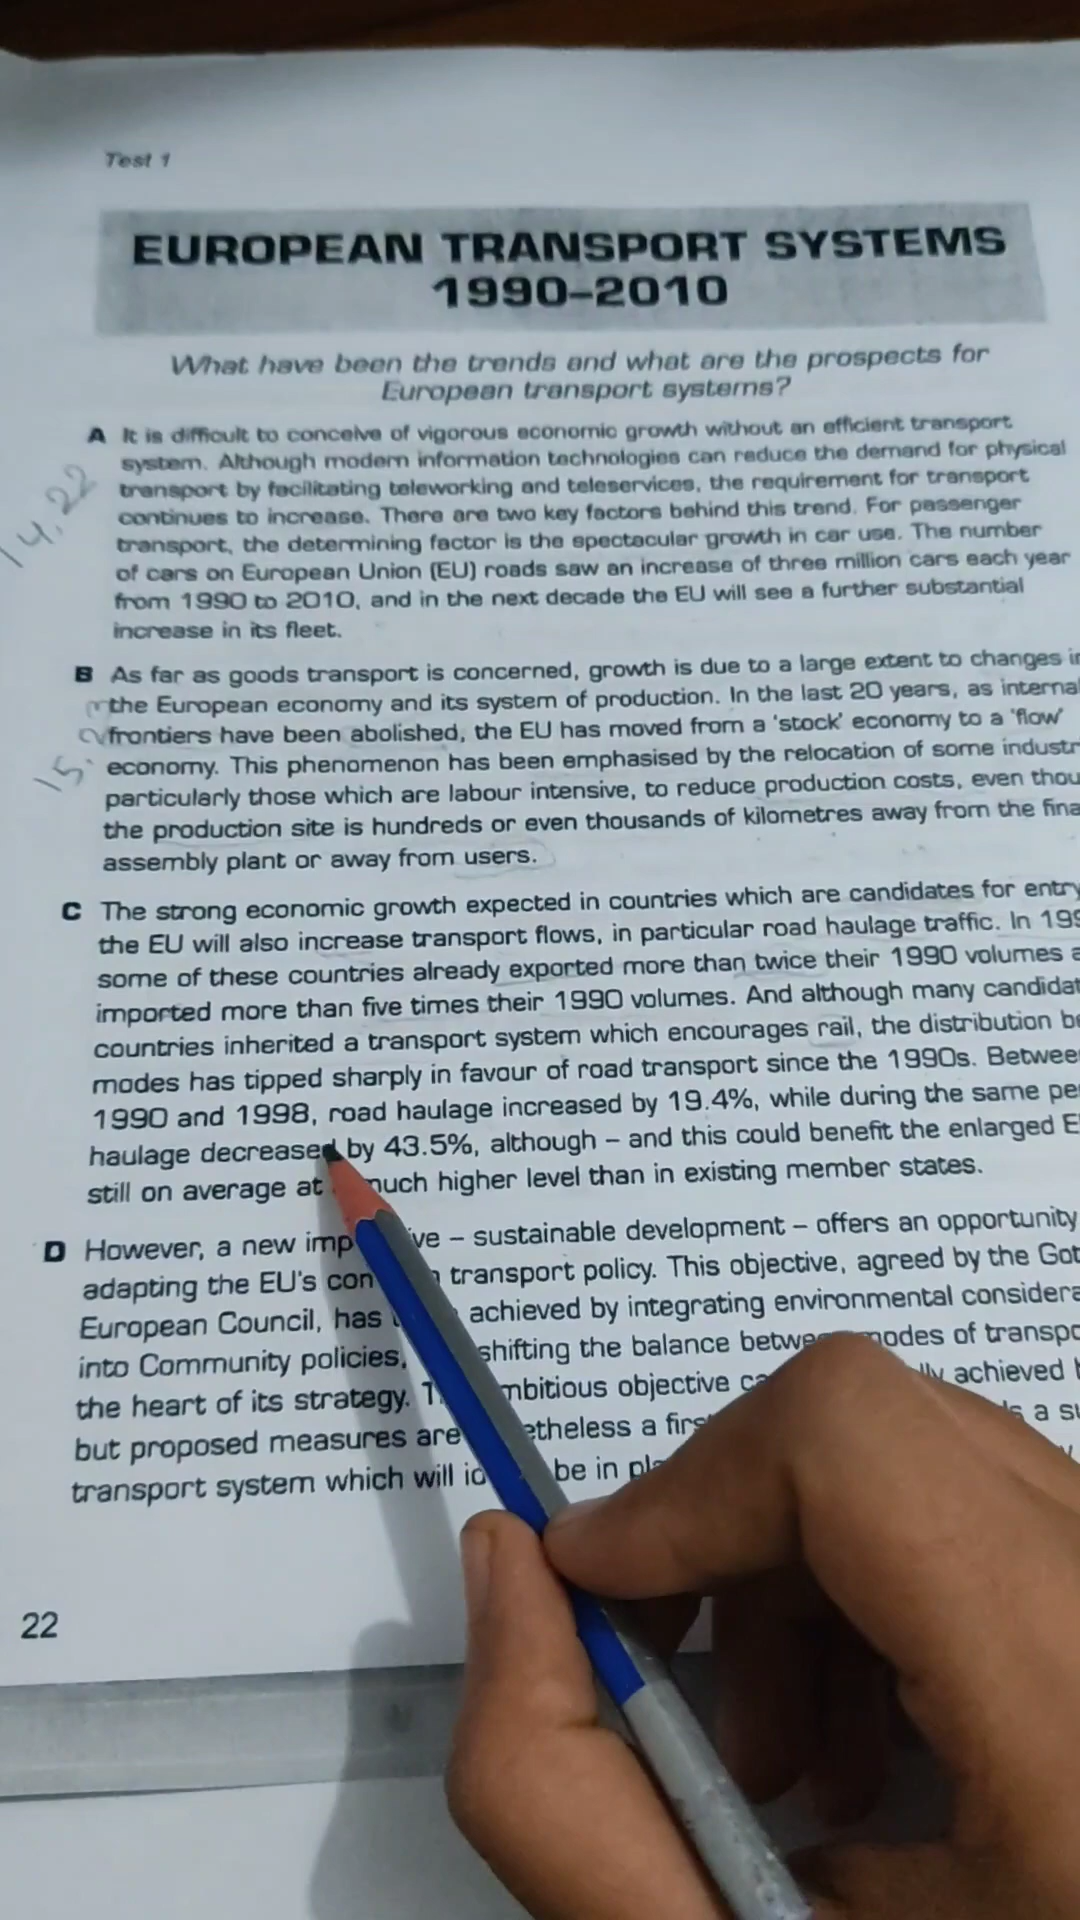 Test 1
EUROPEAN TRANSPORT SYSTEMS
1990–2010
What have been the trends and what are the prospects for
European transport systems?
A It is difficult to conceive of vigorous economic growth without an efficient transport
system. Although modern information technologies can reduce the demand for physical
transport by facilitating teleworking and teleservices, the requirement for transport
continues to increase. There are two key factors behind this trend. For passenger
transport, the determining factor is the spectacular growth in car use. The number
of cars on European Union (EU) roads saw an increase of three million cars each year
from 1990 to 2010, and in the next decade the EU will see a further substantial
increase in its fleet.
14, 22
B As far as goods transport is concerned, growth is due to a large extent to changes in
the European economy and its system of production. In the last 20 years, as internal
frontiers have been abolished, the EU has moved from a 'stock' economy to a 'flow'
economy. This phenomenon has been emphasised by the relocation of some industr
particularly those which are labour intensive, to reduce production costs, even thou
the production site is hundreds or even thousands of kilometres away from the fina
assembly plant or away from users.
15.
C The strong economic growth expected in countries which are candidates for entry
the EU will also increase transport flows, in particular road haulage traffic. In 199
some of these countries already exported more than twice their 1990 volumes a
imported more than five times their 1990 volumes. And although many candidat
countries inherited a transport system which encourages rail, the distribution be
modes has tipped sharply in favour of road transport since the 1990s. Betwee
1990 and 1998, road haulage increased by 19.4%, while during the same pe
haulage decreased by 43.5%, although – and this could benefit the enlarged E
still on average at much higher level than in existing member states.
D However, a new imp ive – sustainable development – offers an opportunity
adapting the EU's con transport policy. This objective, agreed by the Got
European Council, has achieved by integrating environmental considera
into Community policies, shifting the balance between modes of transpo
the heart of its strategy. T mbitious objective ca lly achieved b
but proposed measures are etheless a firs a su
transport system which will id be in pla
22